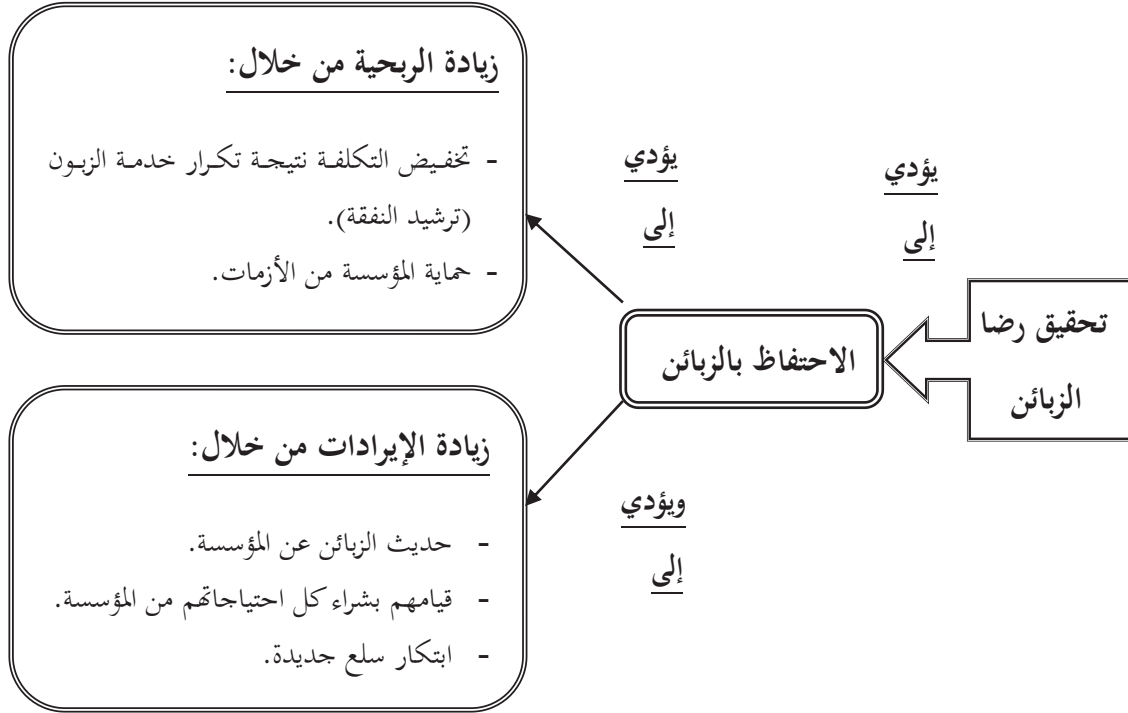 تحقيق رضا
الزبائن
يؤدي
إلى
الاحتفاظ بالزبائن
يؤدي
إلى
زيادة الربحية من خلال:
- تخفيض التكلفة نتيجة تكرار خدمة الزبون
(ترشيد النفقة).
- حماية المؤسسة من الأزمات.
ويؤدي
إلى
زيادة الإيرادات من خلال:
- حديث الزبائن عن المؤسسة.
- قيامهم بشراء كل احتياجاتهم من المؤسسة.
- ابتكار سلع جديدة.